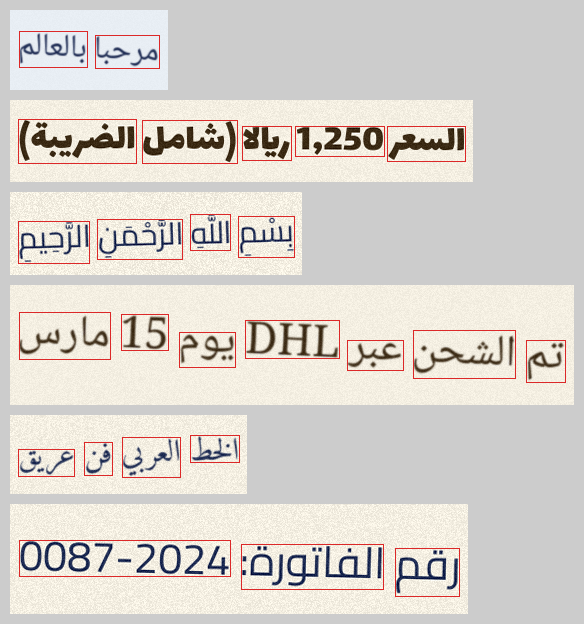 مرحبا بالعالم
السعر 1,250 ريالا (شامل الضريبة)
بِسْمِ اللَّهِ الرَّحْمَنِ الرَّحِيمِ
تم الشحن عبر DHL يوم 15 مارس
الخط العربي فن عريق
رقم الفاتورة: 2024-0087